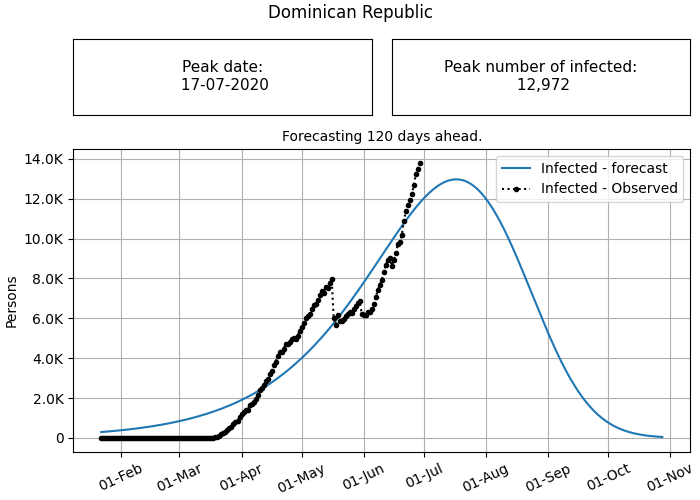 Dominican Republic
Peak date:
17-07-2020
Peak number of infected:
12,972
Forecasting 120 days ahead.
Infected - forecast
Infected - Observed
Persons
14.0K
12.0K
10.0K
8.0K
6.0K
4.0K
2.0K
0
01-Feb
01-Mar
01-Apr
01-May
01-Jun
01-Jul
01-Aug
01-Sep
01-Oct
01-Nov